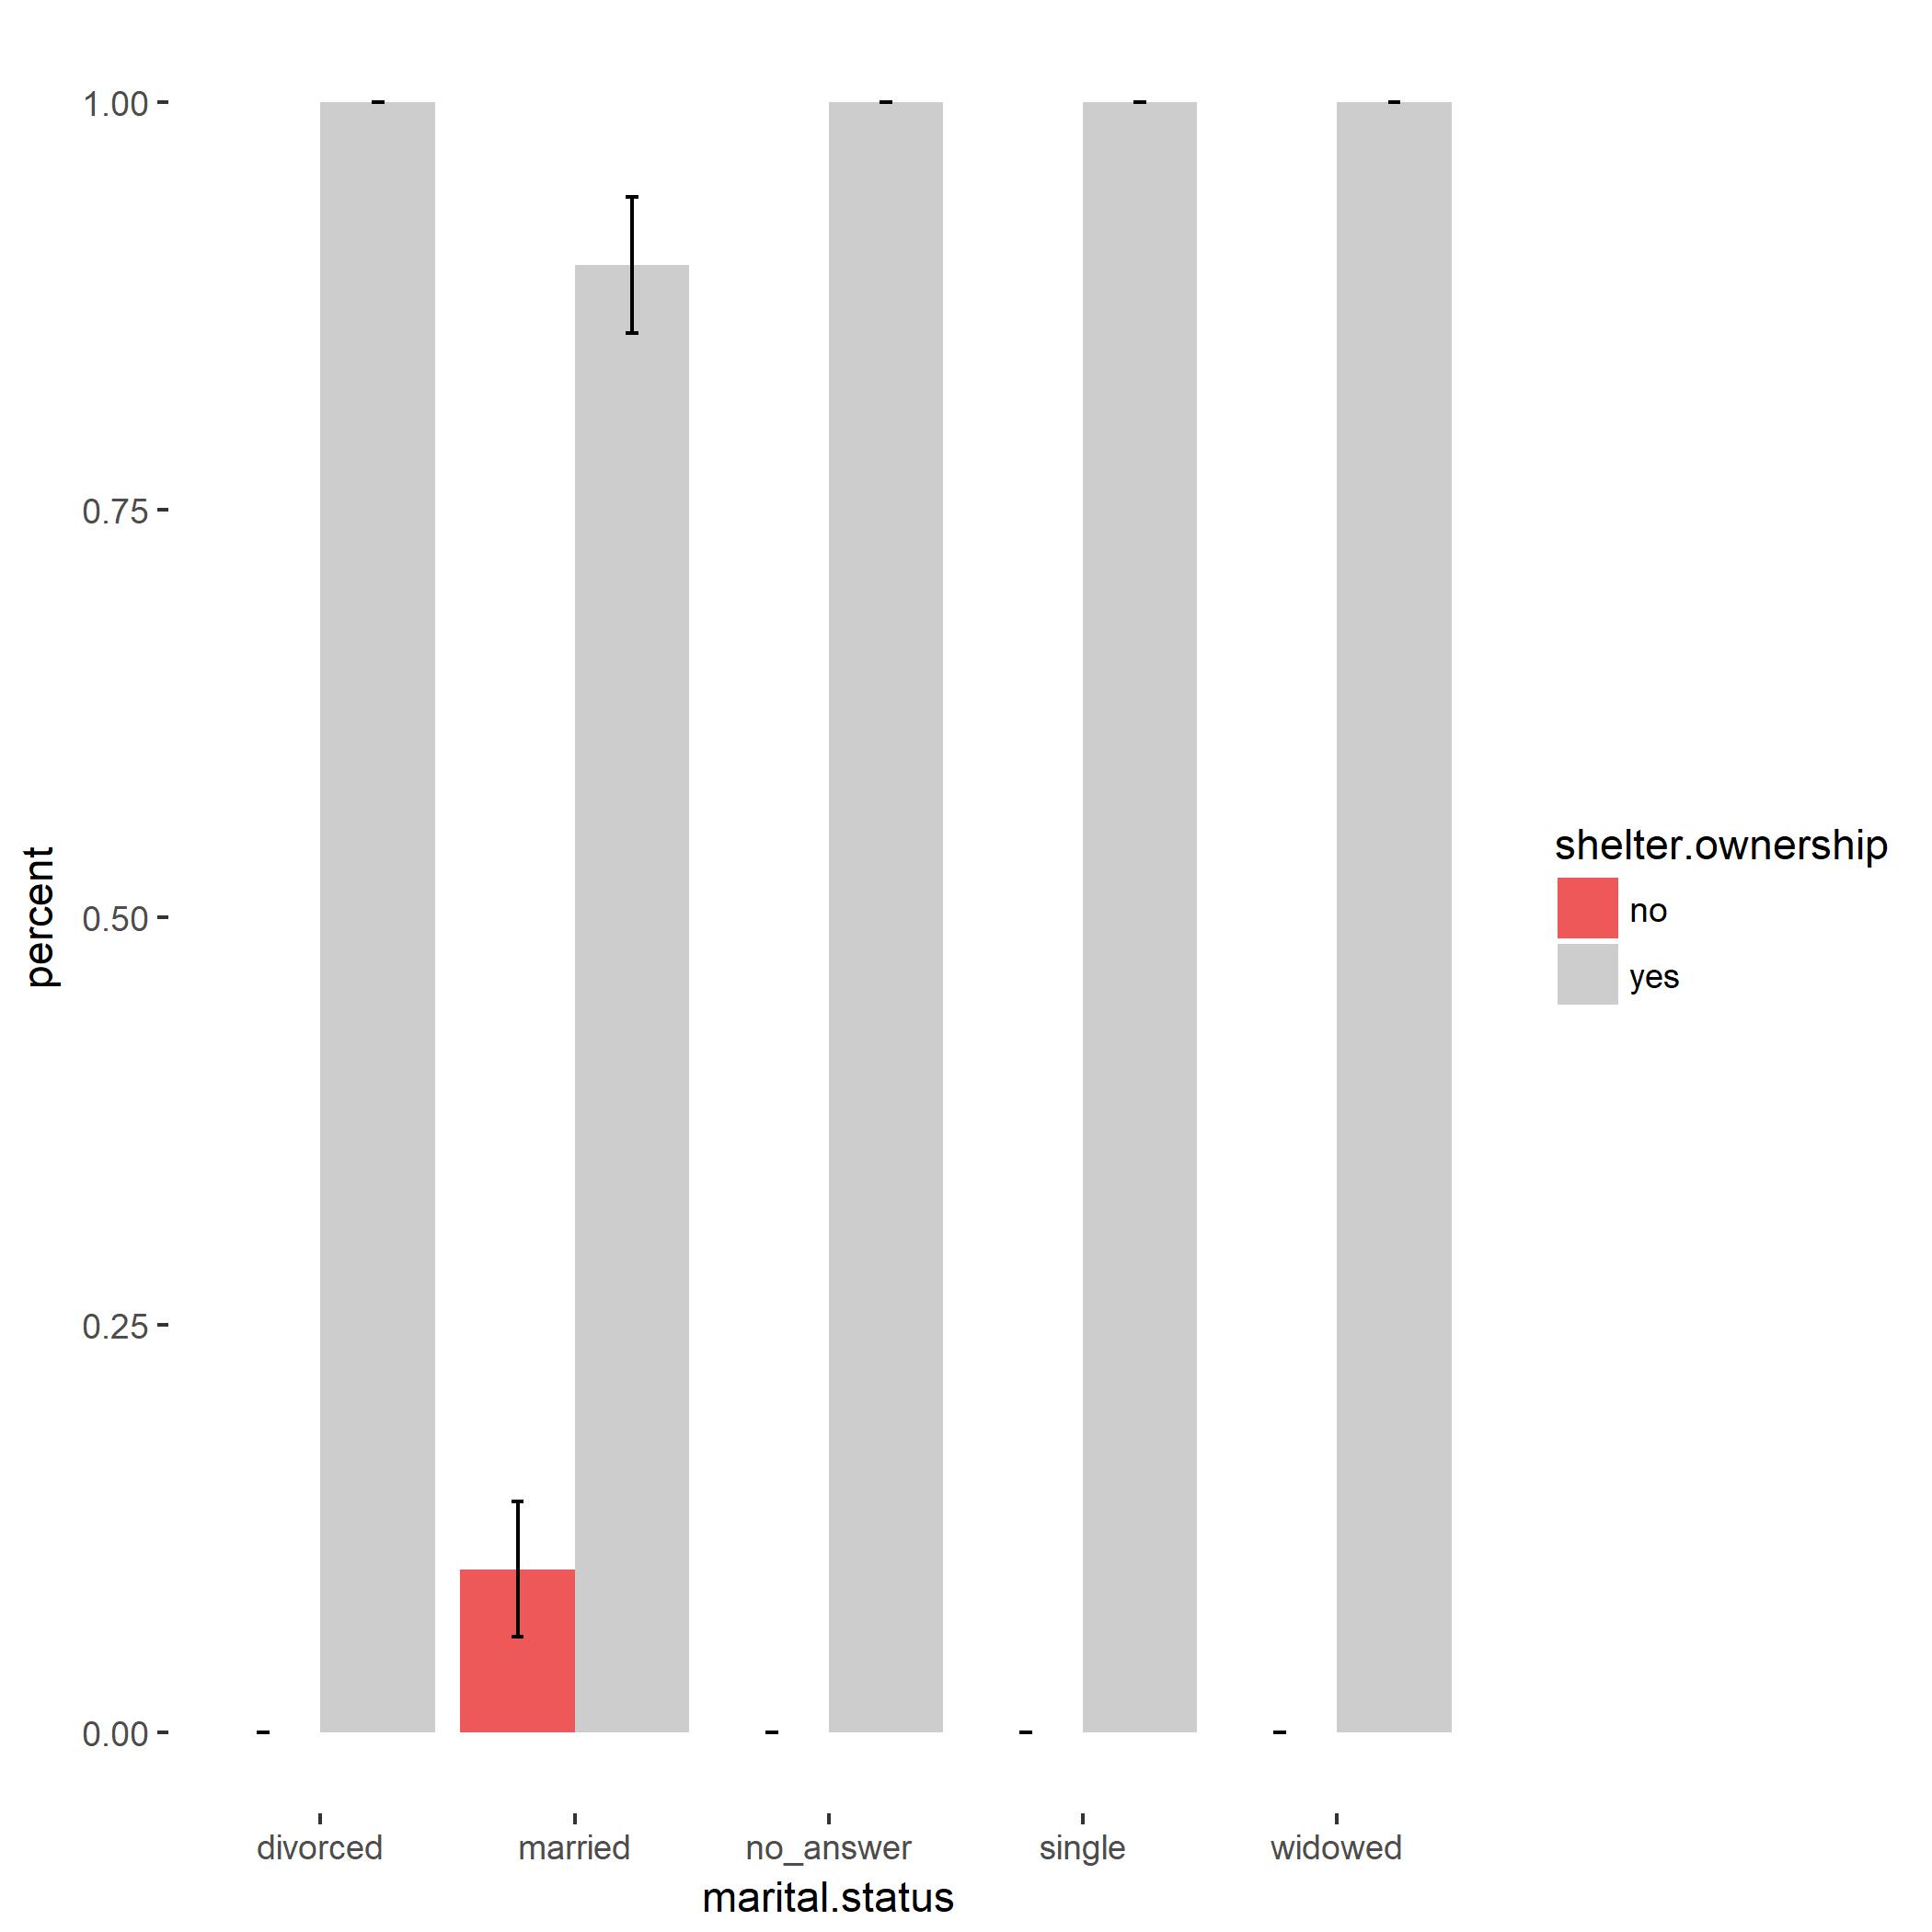 1.00
0.75
0.50
0.25
0.00
percent
divorced married no_answer single widowed
marital.status
shelter.ownership
no
yes